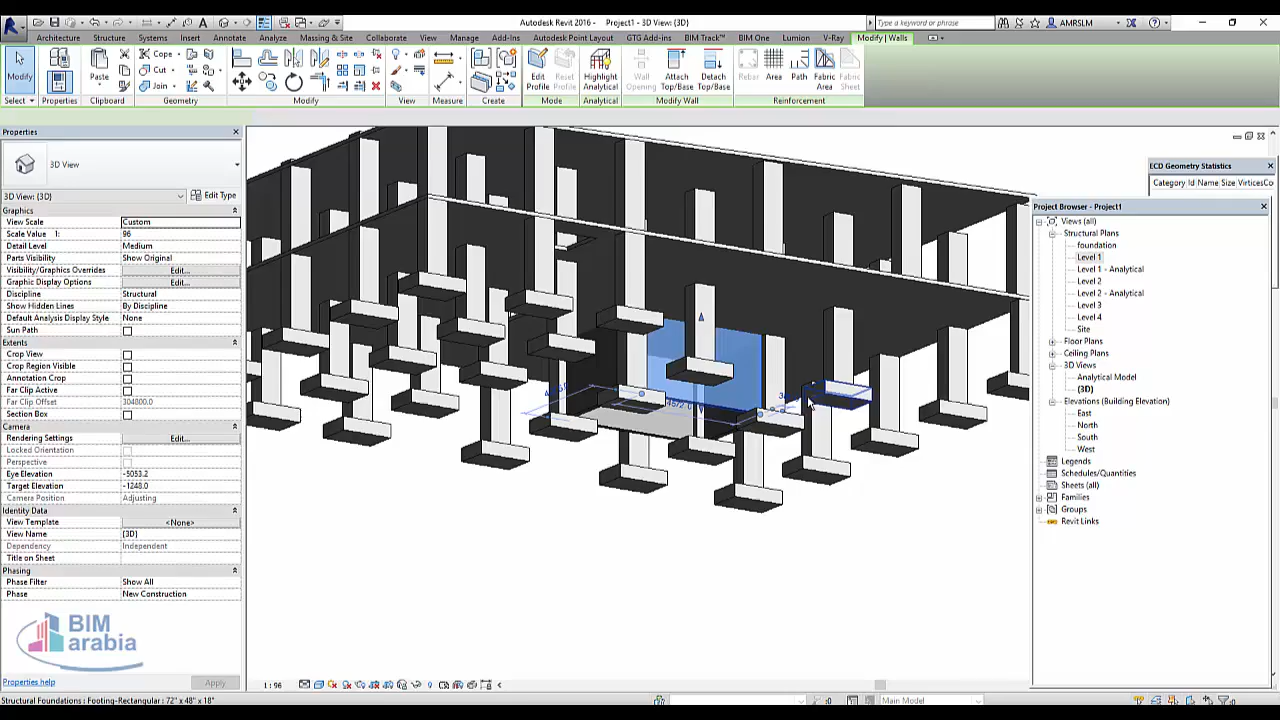 Autodesk Revit 2016 - Project1 - 3D View: {3D}
Type a keyword or phrase
AMRSLM
Architecture Structure Systems Insert Annotate Analyze Massing & Site Collaborate View Manage Add-Ins Autodesk Point Layout GTG Add-ins BIM Track™ BIM One Lumion V-Ray Modify | Walls
Modify
Properties
Paste
Cope
Cut
Join
Edit Profile
Reset Profile
Highlight Analytical
Wall Opening
Attach Top/Base
Detach Top/Base
Rebar
Area
Path
Fabric Area
Fabric Sheet
Select Properties Clipboard Geometry Modify View Measure Create Mode Analytical Modify Wall Reinforcement
Properties
3D View
3D View: {3D}
Edit Type
Graphics
View Scale Custom
Scale Value 1: 96
Detail Level Medium
Parts Visibility Show Original
Visibility/Graphics Overrides Edit...
Graphic Display Options Edit...
Discipline Structural
Show Hidden Lines By Discipline
Default Analysis Display Style None
Sun Path
Extents
Crop View
Crop Region Visible
Annotation Crop
Far Clip Active
Far Clip Offset 304800.0
Section Box
Camera
Rendering Settings Edit...
Locked Orientation
Perspective
Eye Elevation -5053.2
Target Elevation -1248.0
Camera Position Adjusting
Identity Data
View Template <None>
View Name {3D}
Dependency Independent
Title on Sheet
Phasing
Phase Filter Show All
Phase New Construction
BIM
arabia
Properties help
Apply
ECD Geometry Statistics
Category Id Name Size VirticesCo
Project Browser - Project1
Views (all)
Structural Plans
foundation
Level 1
Level 1 - Analytical
Level 2
Level 2 - Analytical
Level 3
Level 4
Site
Floor Plans
Ceiling Plans
3D Views
Analytical Model
{3D}
Elevations (Building Elevation)
East
North
South
West
Legends
Schedules/Quantities
Sheets (all)
Families
Groups
Revit Links
1 : 96
Structural Foundations : Footing-Rectangular : 72" x 48" x 18"
:0
Main Model
:0